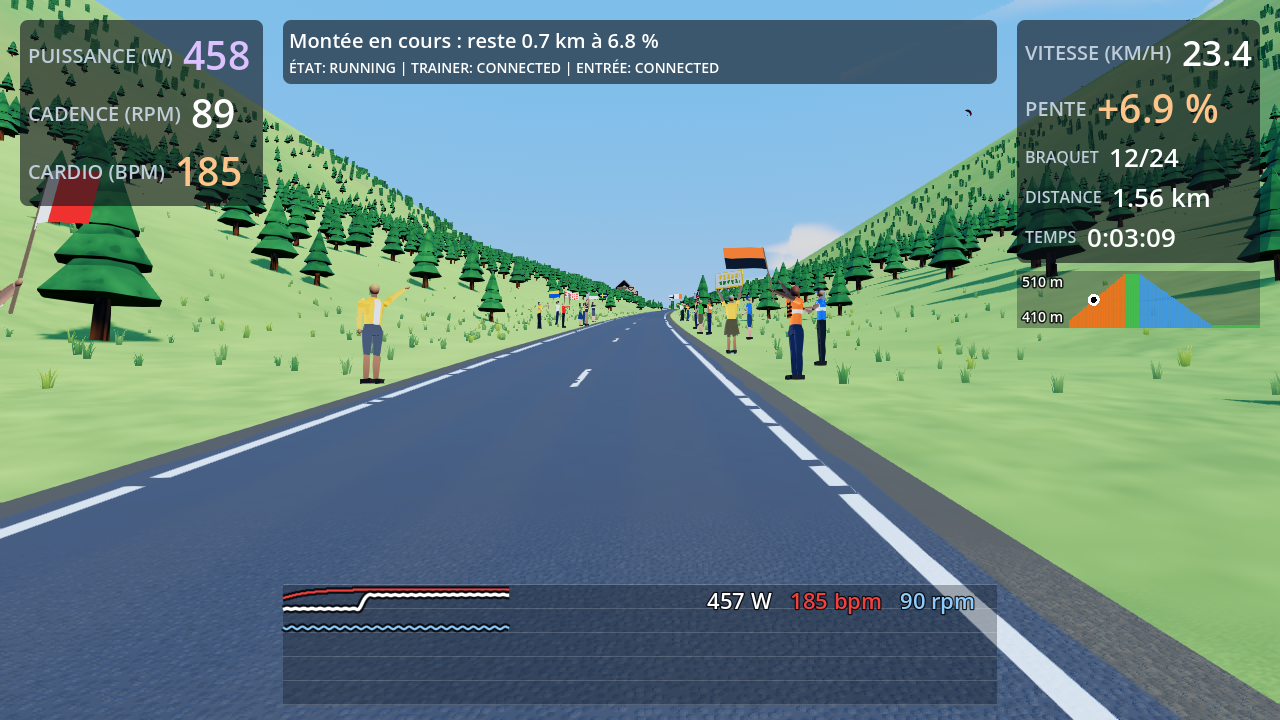 PUISSANCE (W) 458
CADENCE (RPM) 89
CARDIO (BPM) 185
Montée en cours : reste 0.7 km à 6.8 %
ÉTAT: RUNNING | TRAINER: CONNECTED | ENTRÉE: CONNECTED
VITESSE (KM/H) 23.4
PENTE +6.9 %
BRAQUET 12/24
DISTANCE 1.56 km
TEMPS 0:03:09
510 m
410 m
457 W 185 bpm 90 rpm